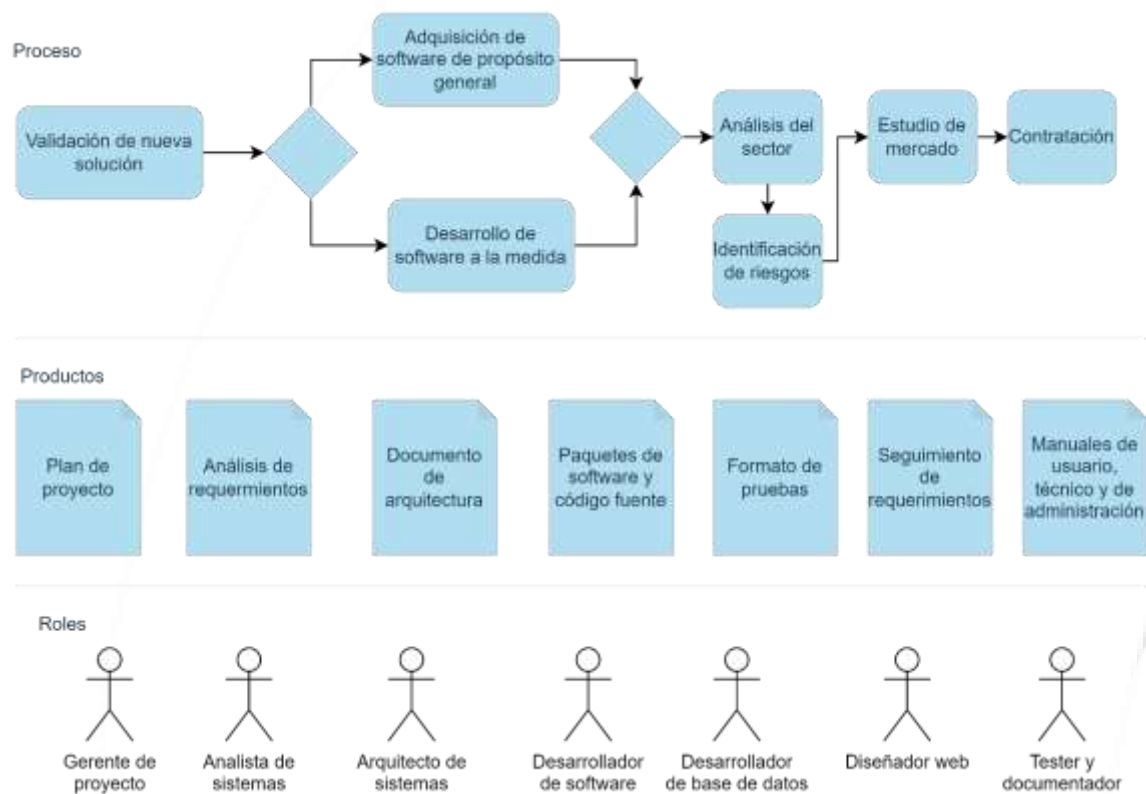 Proceso
Adquisición de
software de propósito
general
Validación de nueva
solución
Análisis del
sector
Estudio de
mercado
Contratación
Desarrollo de
software a la medida
Identificación
de riesgos
Productos
Plan de
proyecto
Análisis de
requermientos
Documento
de
arquitectura
Paquetes de
software y
código fuente
Formato de
pruebas
Seguimiento
de
requerimientos
Manuales de
usuario,
técnico y de
administración
Roles
Gerente de
proyecto
Analista de
sistemas
Arquitecto de
sistemas
Desarrollador
de software
Desarrollador
de base de datos
Diseñador web
Tester y
documentador